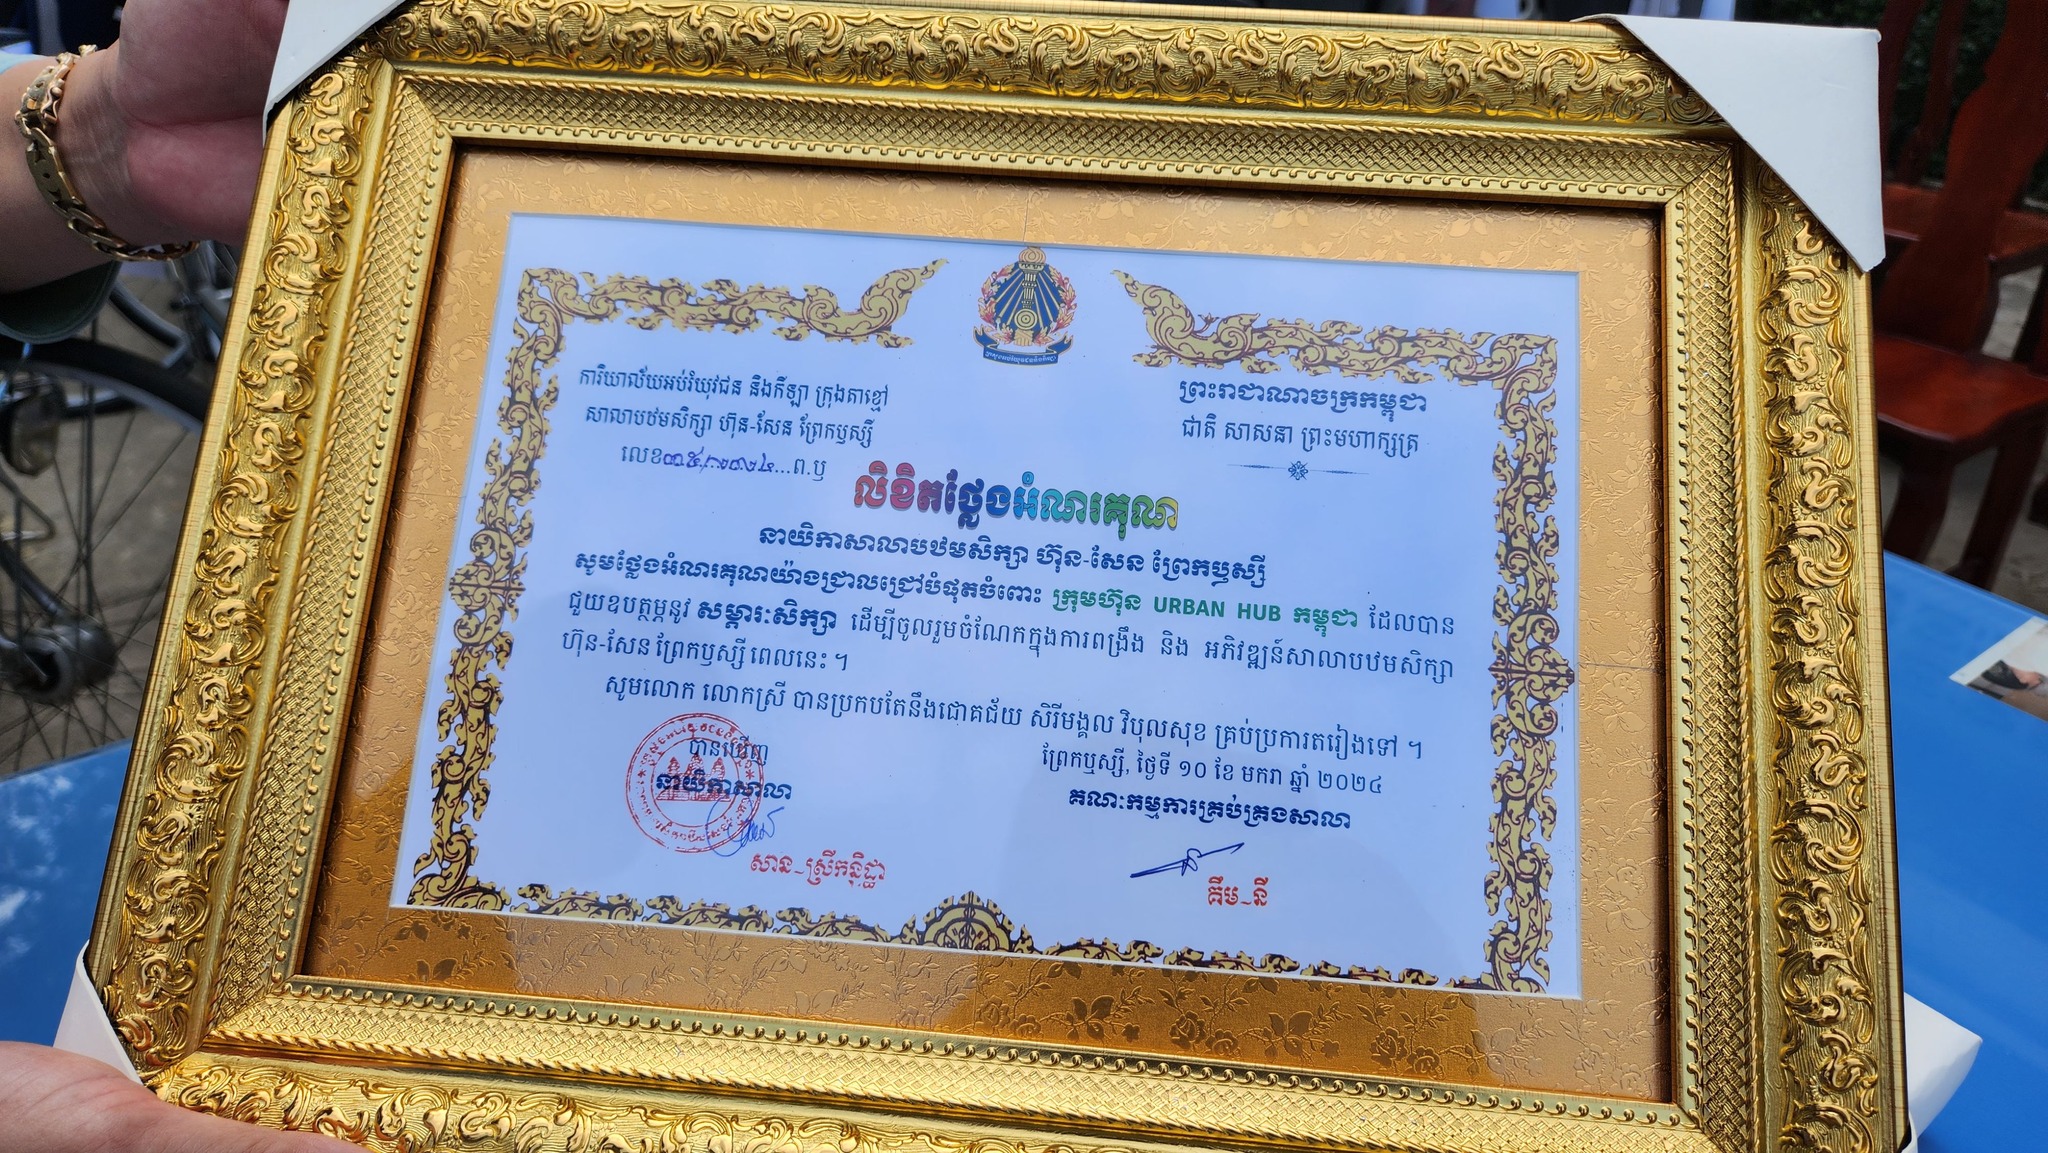 ការិយាល័យអប់រំយុវជន និងកីឡា ក្រុងតាខ្មៅ
សាលាបឋមសិក្សា ហ៊ុន-សែន ព្រែកឫស្សី
លេខ
ព.ឫ
ព្រះរាជាណាចក្រកម្ពុជា
ជាតិ សាសនា ព្រះមហាក្សត្រ
លិខិតថ្លែងអំណរគុណ
នាយិកាសាលាបឋមសិក្សា ហ៊ុន-សែន ព្រែកឫស្សី
សូមថ្លែងអំណរគុណយ៉ាងជ្រាលជ្រៅបំផុតចំពោះ ក្រុមហ៊ុន URBAN HUB កម្ពុជា ដែលបាន
ជួយឧបត្ថម្ភនូវ សម្ភារៈសិក្សា ដើម្បីចូលរួមចំណែកក្នុងការពង្រឹង និង អភិវឌ្ឍន៍សាលាបឋមសិក្សា
ហ៊ុន-សែន ព្រែកឫស្សី ពេលនេះ ។
សូមលោក លោកស្រី បានប្រកបតែនឹងជោគជ័យ សិរីមង្គល វិបុលសុខ គ្រប់ប្រការតរៀងទៅ ។
បានឃើញ
នាយិកាសាលា
សាន~ស្រីកន្និដ្ឋា
ព្រែកឫស្សី, ថ្ងៃទី ១០ ខែ មករា ឆ្នាំ ២០២៤
គណៈកម្មការគ្រប់គ្រងសាលា
គឹម~នី